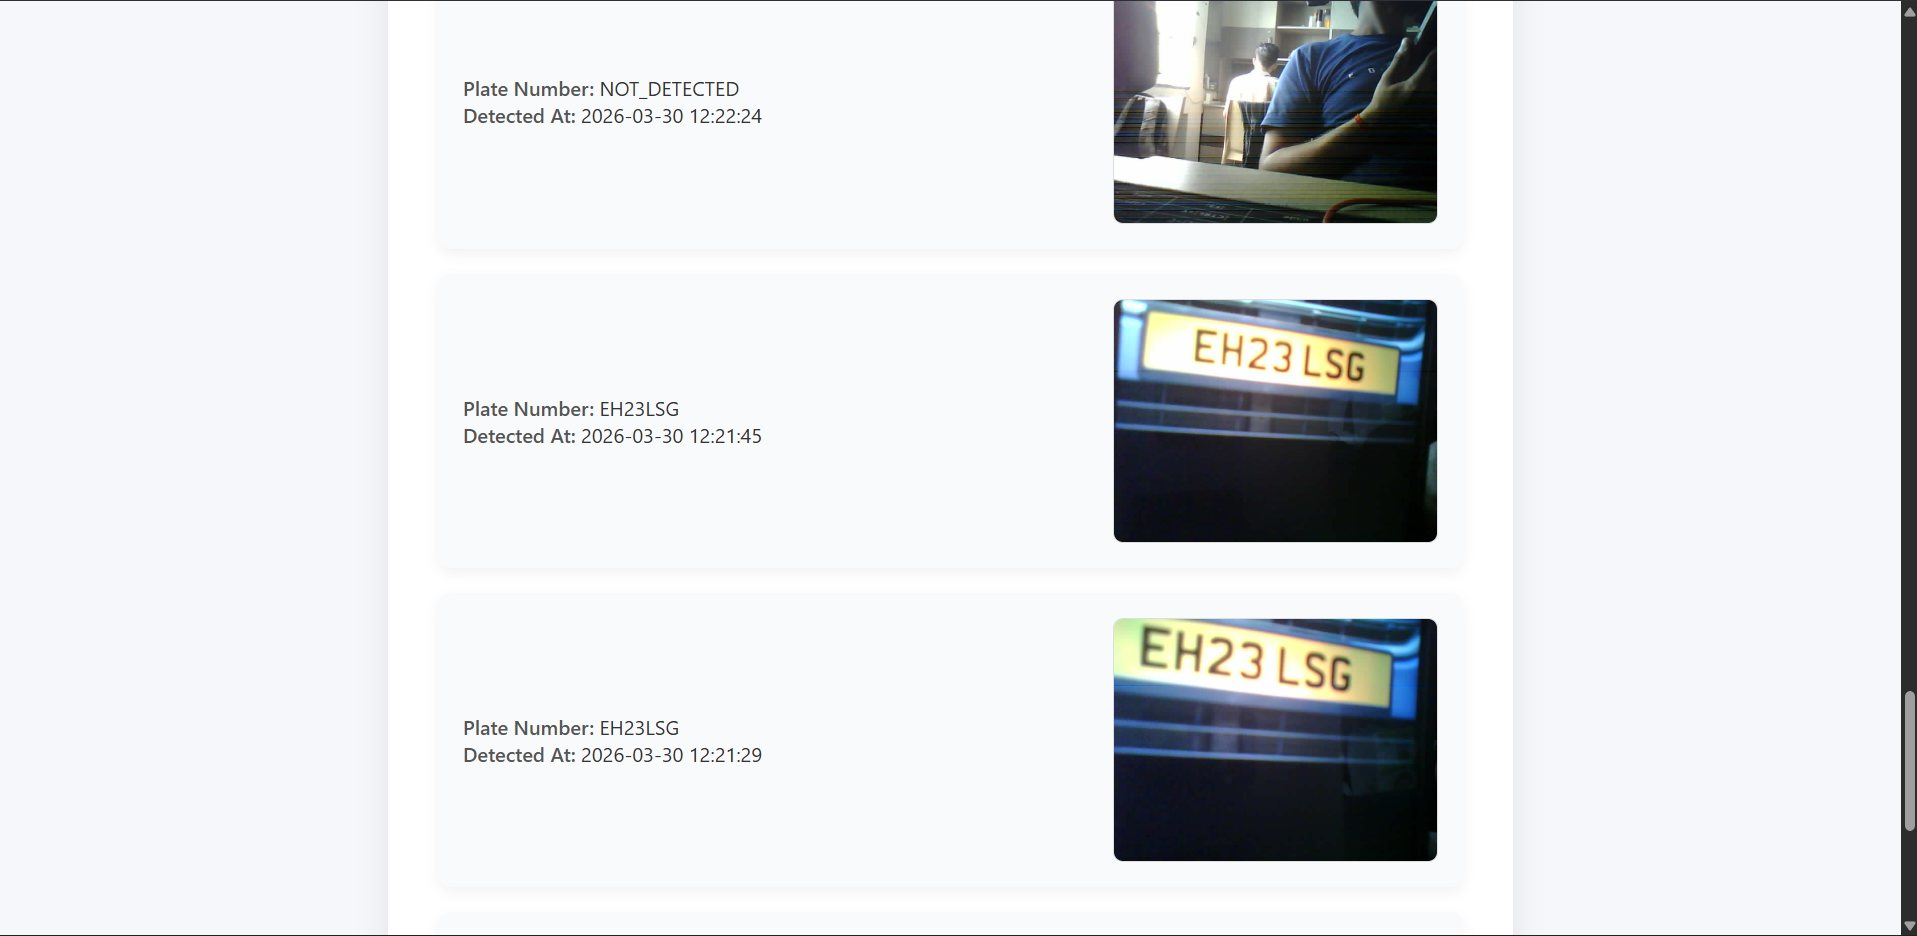 Plate Number: NOT_DETECTED
Detected At: 2026-03-30 12:22:24
EH23 LSG
Plate Number: EH23LSG
Detected At: 2026-03-30 12:21:45
EH23 LSG
Plate Number: EH23LSG
Detected At: 2026-03-30 12:21:29